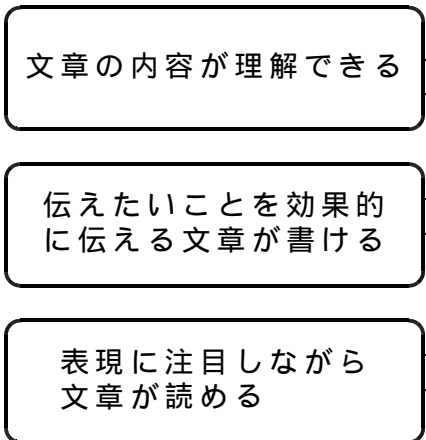 文章の内容が理解できる
伝えたいことを効果的
に伝える文章が書ける
表現に注目しながら
文章が読める